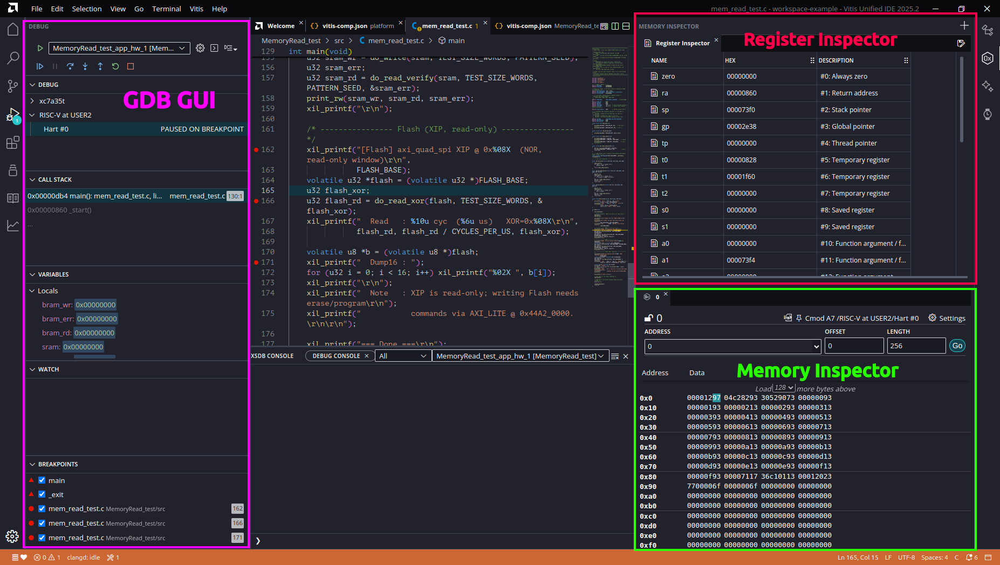 File Edit Selection View Go Terminal Vitis Help
mem_read_test.c - workspace-example - Vitis Unified IDE 2025.2
DEBUG
MemoryRead_test_app_hw_1 [Mem...
DEBUG
GDB GUI
xc7a35t
RISC-V at USER2
Hart #0 PAUSED ON BREAKPOINT
CALL STACK
0x00000db4 main(): mem_read_test.c, li... mem_read_test.c 130:1
0x00000860 _start()
...
VARIABLES
Locals
bram_wr: 0x00000000
bram_err: 0x00000000
bram_rd: 0x00000000
sram: 0x00000000
WATCH
BREAKPOINTS
main
_exit
mem_read_test.c MemoryRead_test/src 162
mem_read_test.c MemoryRead_test/src 166
mem_read_test.c MemoryRead_test/src 171
1
Welcome
{} vitis-comp.json platform
mem_read_test.c 1
{} vitis-comp.json MemoryRead_te
MemoryRead_test > src > C mem_read_test.c > main
129 int main(void)
155 u32 sram_wr = do_write(sram, TEST_SIZE_WORDS, PATTERN_SEED);
156 u32 sram_err;
157 u32 sram_rd = do_read_verify(sram, TEST_SIZE_WORDS,
PATTERN_SEED, &sram_err);
158 print_rw(sram_wr, sram_rd, sram_err);
159 xil_printf("\r\n");
160
161 /* ---------------- Flash (XIP, read-only) ----------------
*/
162 xil_printf("[Flash] axi_quad_spi XIP @ 0x%08X  (NOR,
read-only window)\r\n",
163 FLASH_BASE);
164 volatile u32 *flash = (volatile u32 *)FLASH_BASE;
165 u32 flash_xor;
166 u32 flash_rd = do_read_xor(flash, TEST_SIZE_WORDS, &
flash_xor);
167 xil_printf("  Read   : %10u cyc  (%6u us)   XOR=0x%08X\r\n",
168 flash_rd, flash_rd / CYCLES_PER_US, flash_xor);
169
170 volatile u8 *b = (volatile u8 *)flash;
171 xil_printf("  Dump16 : ");
172 for (u32 i = 0; i < 16; i++) xil_printf("%02X ", b[i]);
173 xil_printf("\r\n");
174 xil_printf("  Note   : XIP is read-only; writing Flash needs
erase/program\r\n");
175 xil_printf("           commands via AXI_LITE @ 0x44A2_0000.
\r\n\r\n");
176
177 xil_printf("=== Done ===\r\n");
XSDB CONSOLE DEBUG CONSOLE × All MemoryRead_test_app_hw_1 [MemoryRead_test]
❯
MEMORY INSPECTOR
Register Inspector
Register Inspector
NAME HEX DESCRIPTION
zero 00000000 #0: Always zero
ra 00000860 #1: Return address
sp 000073f0 #2: Stack pointer
gp 00002e38 #3: Global pointer
tp 00000000 #4: Thread pointer
t0 00000828 #5: Temporary register
t1 00001f60 #6: Temporary register
t2 00000000 #7: Temporary register
s0 00000000 #8: Saved register
s1 00000000 #9: Saved register
a0 00000000 #10: Function argument / f...
a1 000073f4 #11: Function argument / f...
0
0 Cmod A7 /RISC-V at USER2/Hart #0 Settings
ADDRESS OFFSET LENGTH
0 0 256 Go
Address Data
Memory Inspector
Load 128 more bytes above
0x0 00001297 04c28293 30529073 00000093
0x10 00000193 00000213 00000293 00000313
0x20 00000393 00000413 00000493 00000513
0x30 00000593 00000613 00000693 00000713
0x40 00000793 00000813 00000893 00000913
0x50 00000993 00000a13 00000a93 00000b13
0x60 00000b93 00000c13 00000c93 00000d13
0x70 00000d93 00000e13 00000e93 00000f13
0x80 00000f93 00007117 36c10113 00012023
0x90 7700006f 0000006f 00000000 00000000
0xa0 00000000 00000000 00000000 00000000
0xb0 00000000 00000000 00000000 00000000
0xc0 00000000 00000000 00000000 00000000
0xd0 00000000 00000000 00000000 00000000
0xe0 00000000 00000000 00000000 00000000
0xf0 00000000 00000000 00000000 00000000
0 1 clangd: idle 1
Ln 165, Col 15 LF UTF-8 Spaces: 4 C 6